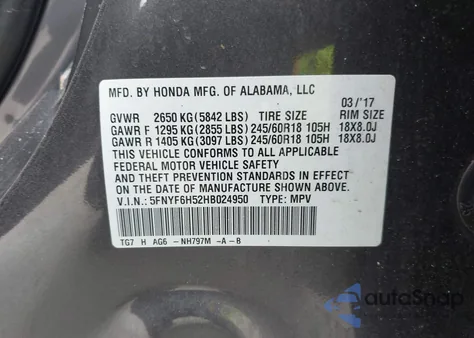 MFD. BY HONDA MFG. OF ALABAMA, LLC
03/'17
GVWR 2650 KG(5842 LBS) TIRE SIZE RIM SIZE
GAWR F 1295 KG(2855 LBS) 245/60R18 105H 18X8.0J
GAWR R 1405 KG(3097 LBS) 245/60R18 105H 18X8.0J
THIS VEHICLE CONFORMS TO ALL APPLICABLE
FEDERAL MOTOR VEHICLE SAFETY
STANDARDS IN EFFECT ON THE
DATE OF MANUFACTURE SHOWN ABOVE.
V.I.N.: 5FNYF6H52HB024950 TYPE: MPV
TG7 H AG6 -NH797M -A-B
autoSnap